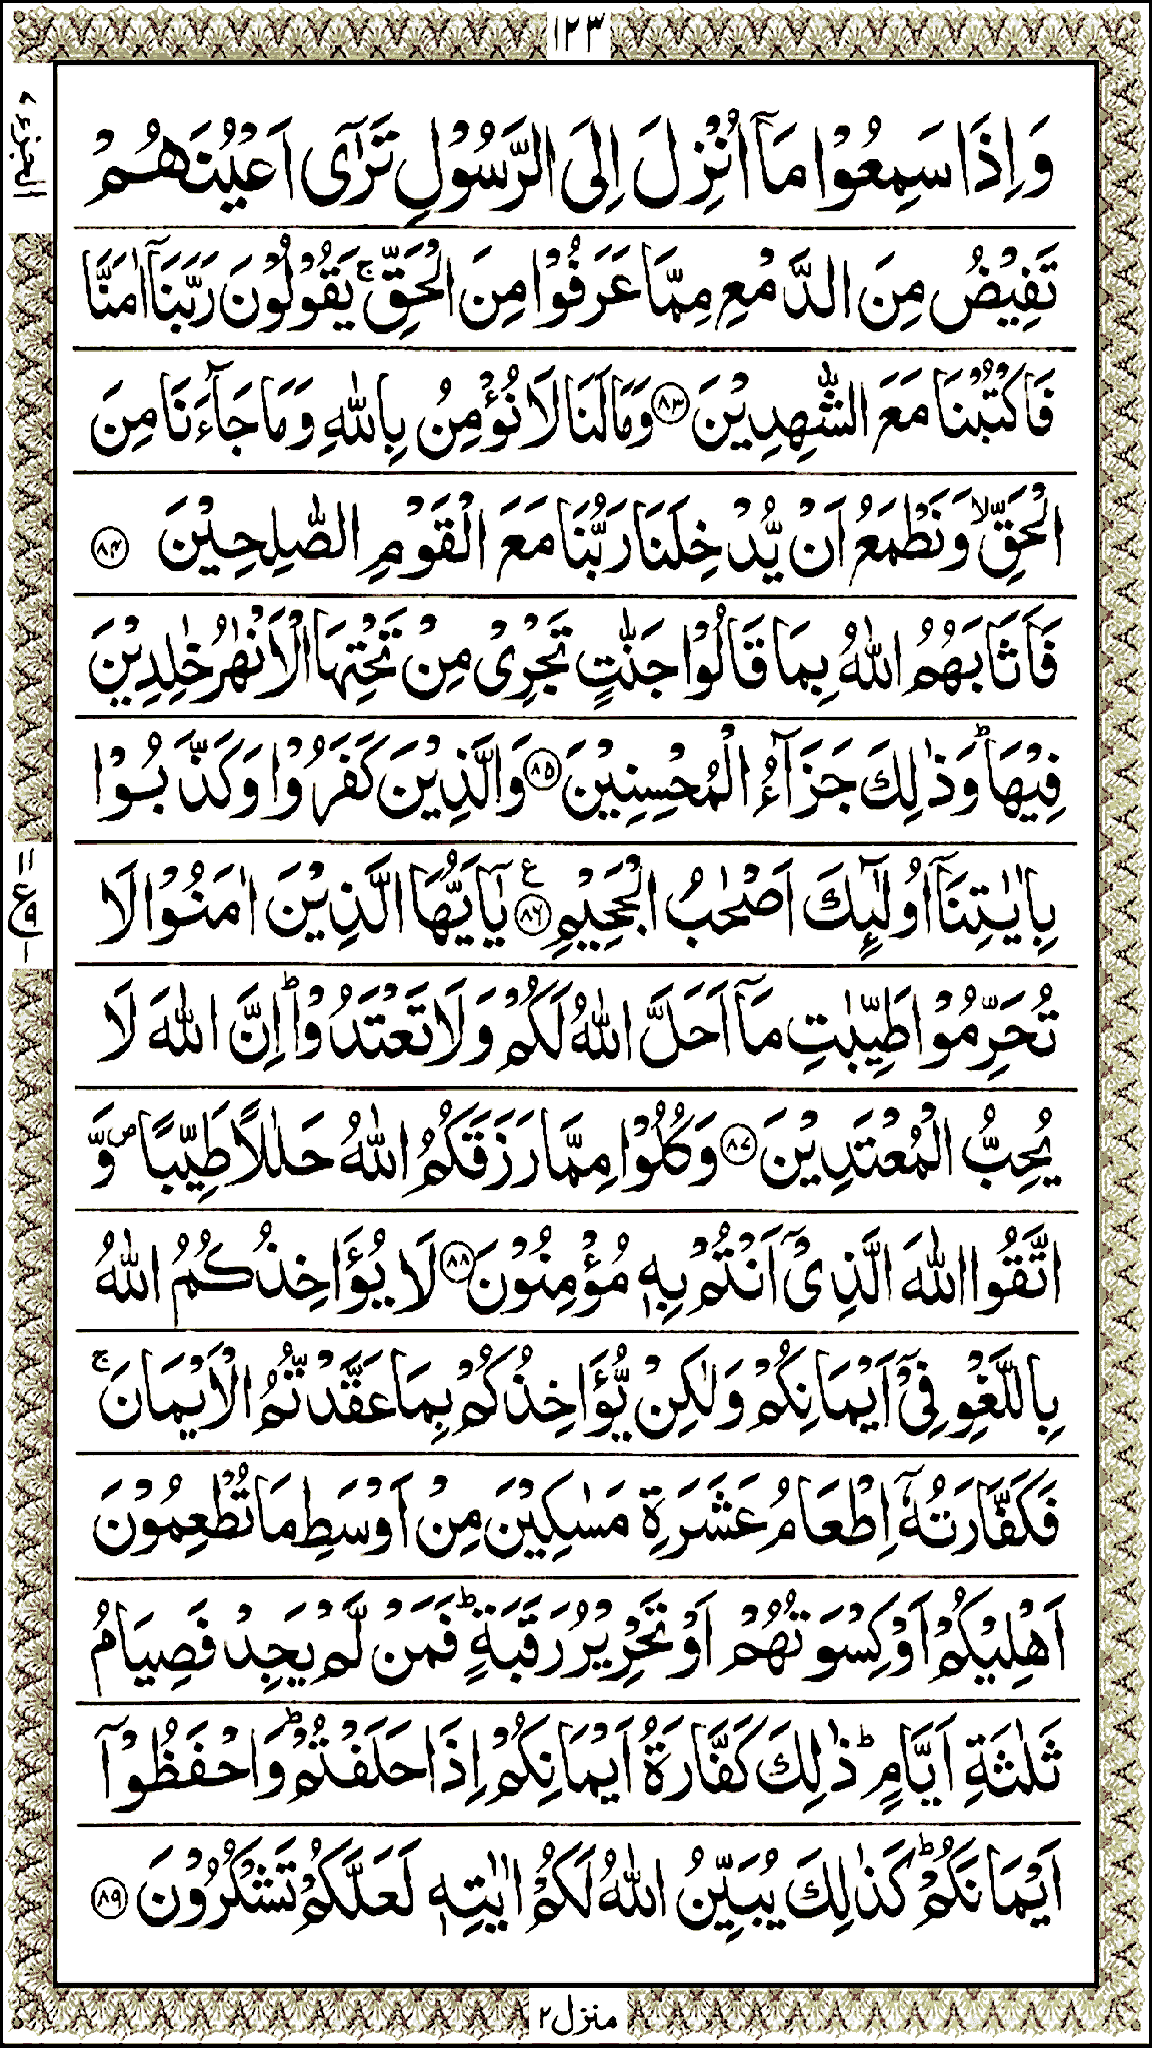 ١٢٣
الجزء ٧
وَاِذَا سَمِعُوْا مَاۤ اُنْزِلَ اِلَى الرَّسُوْلِ تَرٰۤى اَعْيُنَهُمْ
تَفِيْضُ مِنَ الدَّمْعِ مِمَّا عَرَفُوْا مِنَ الْحَقِّ ۚ يَقُوْلُوْنَ رَبَّنَاۤ اٰمَنَّا
فَاكْتُبْنَا مَعَ الشّٰهِدِيْنَ ﴿٨٣﴾ وَمَا لَنَا لَا نُؤْمِنُ بِاللّٰهِ وَمَا جَآءَنَا مِنَ
الْحَقِّ ۙ وَنَطْمَعُ اَنْ يُّدْخِلَنَا رَبُّنَا مَعَ الْقَوْمِ الصّٰلِحِيْنَ ﴿٨٤﴾
فَاَثَابَهُمُ اللّٰهُ بِمَا قَالُوْا جَنّٰتٍ تَجْرِيْ مِنْ تَحْتِهَا الْاَنْهٰرُ خٰلِدِيْنَ
فِيْهَا ؕ وَذٰلِكَ جَزَآءُ الْمُحْسِنِيْنَ ﴿٨٥﴾ وَالَّذِيْنَ كَفَرُوْا وَكَذَّبُوْا
بِاٰيٰتِنَاۤ اُولٰٓئِكَ اَصْحٰبُ الْجَحِيْمِ ﴿٨٦﴾ ع يٰۤاَيُّهَا الَّذِيْنَ اٰمَنُوْا لَا
١١
ع
٩
١
تُحَرِّمُوْا طَيِّبٰتِ مَاۤ اَحَلَّ اللّٰهُ لَكُمْ وَلَا تَعْتَدُوْا ؕ اِنَّ اللّٰهَ لَا
يُحِبُّ الْمُعْتَدِيْنَ ﴿٨٧﴾ وَكُلُوْا مِمَّا رَزَقَكُمُ اللّٰهُ حَلٰلًا طَيِّبًا ۪ وَّ
اتَّقُوا اللّٰهَ الَّذِيْۤ اَنْتُمْ بِهٖ مُؤْمِنُوْنَ ﴿٨٨﴾ لَا يُؤَاخِذُكُمُ اللّٰهُ
بِاللَّغْوِ فِيْۤ اَيْمَانِكُمْ وَلٰكِنْ يُّؤَاخِذُكُمْ بِمَا عَقَّدْتُّمُ الْاَيْمَانَ ۚ
فَكَفَّارَتُهٗۤ اِطْعَامُ عَشَرَةِ مَسٰكِيْنَ مِنْ اَوْسَطِ مَا تُطْعِمُوْنَ
اَهْلِيْكُمْ اَوْ كِسْوَتُهُمْ اَوْ تَحْرِيْرُ رَقَبَةٍ ؕ فَمَنْ لَّمْ يَجِدْ فَصِيَامُ
ثَلٰثَةِ اَيَّامٍ ؕ ذٰلِكَ كَفَّارَةُ اَيْمَانِكُمْ اِذَا حَلَفْتُمْ ؕ وَاحْفَظُوْۤا
اَيْمَانَكُمْ ؕ كَذٰلِكَ يُبَيِّنُ اللّٰهُ لَكُمْ اٰيٰتِهٖ لَعَلَّكُمْ تَشْكُرُوْنَ ﴿٨٩﴾
منزل ٢